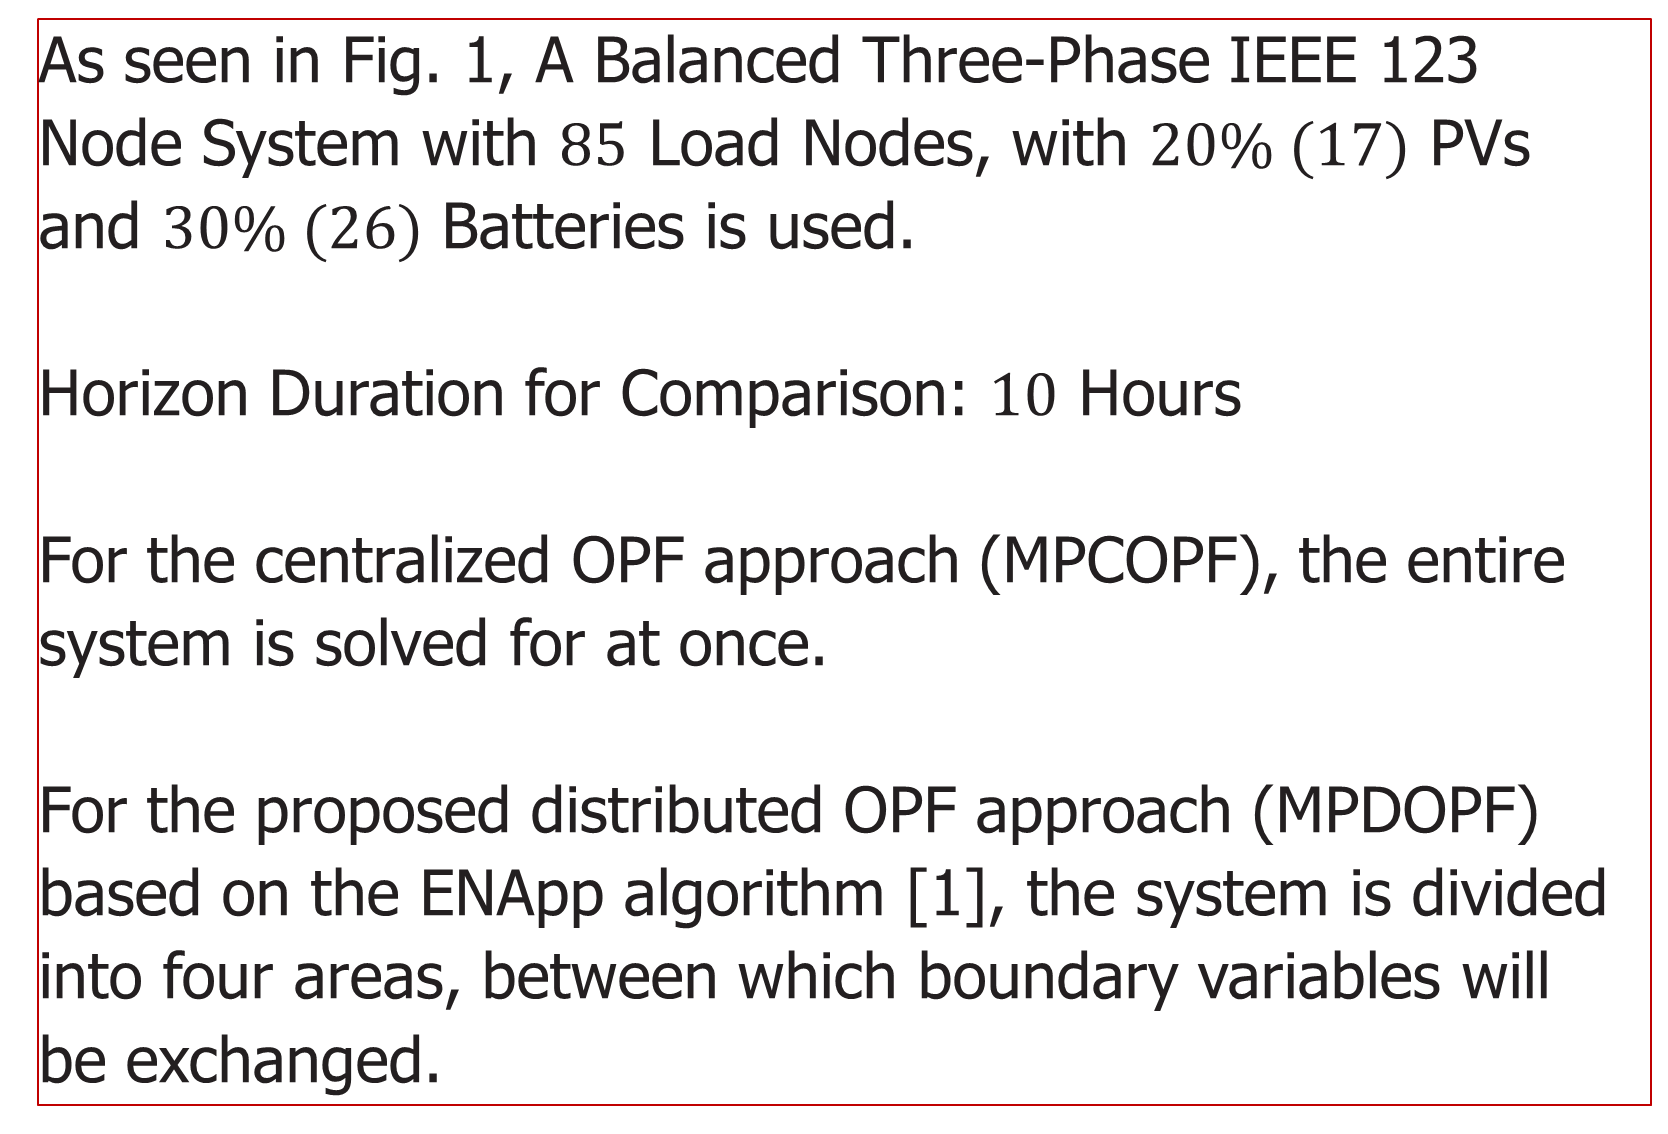 As seen in Fig. 1, A Balanced Three-Phase IEEE 123
Node System with 85 Load Nodes, with 20% (17) PVs
and 30% (26) Batteries is used.
Horizon Duration for Comparison: 10 Hours
For the centralized OPF approach (MPCOPF), the entire
system is solved for at once.
For the proposed distributed OPF approach (MPDOPF)
based on the ENApp algorithm [1], the system is divided
into four areas, between which boundary variables will
be exchanged.